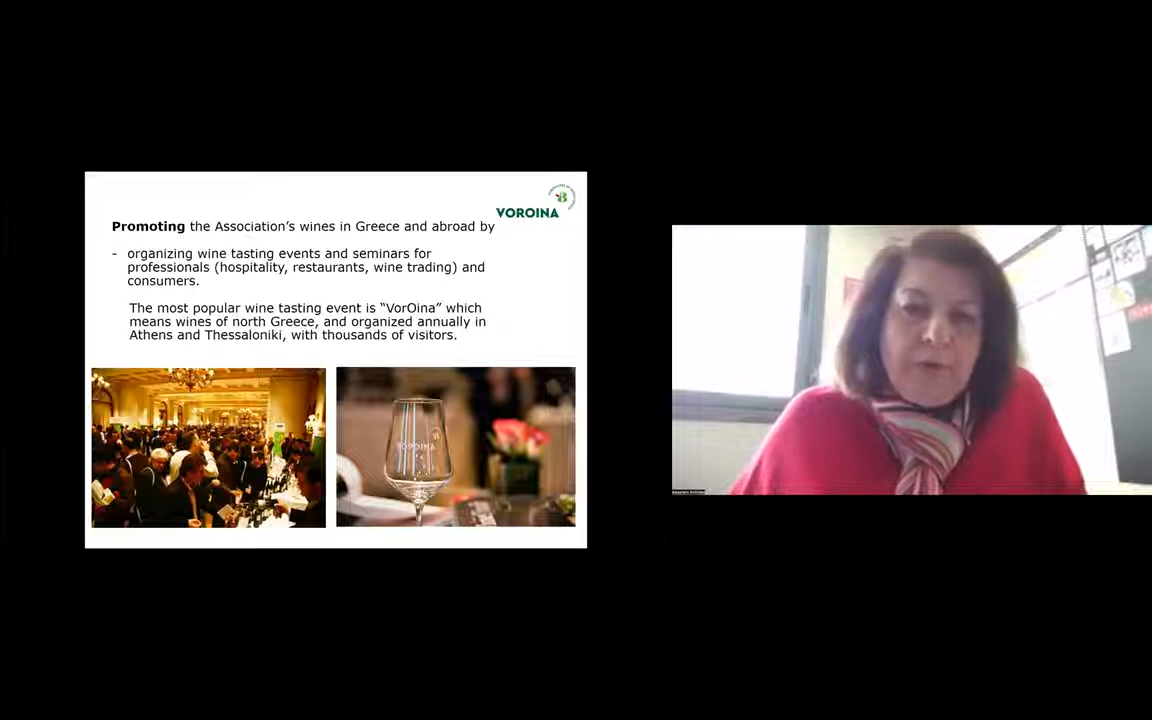 VOROINA
Promoting the Association's wines in Greece and abroad by
- organizing wine tasting events and seminars for
professionals (hospitality, restaurants, wine trading) and
consumers.
The most popular wine tasting event is “VorOina” which
means wines of north Greece, and organized annually in
Athens and Thessaloniki, with thousands of visitors.